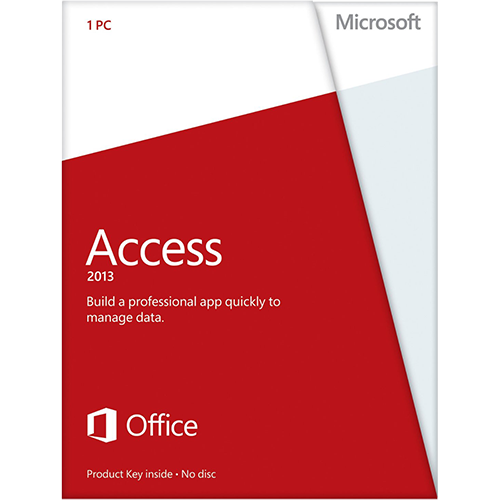 1 PC
Microsoft
Access
2013
Build a professional app quickly to
manage data.
Office
Product Key inside • No disc